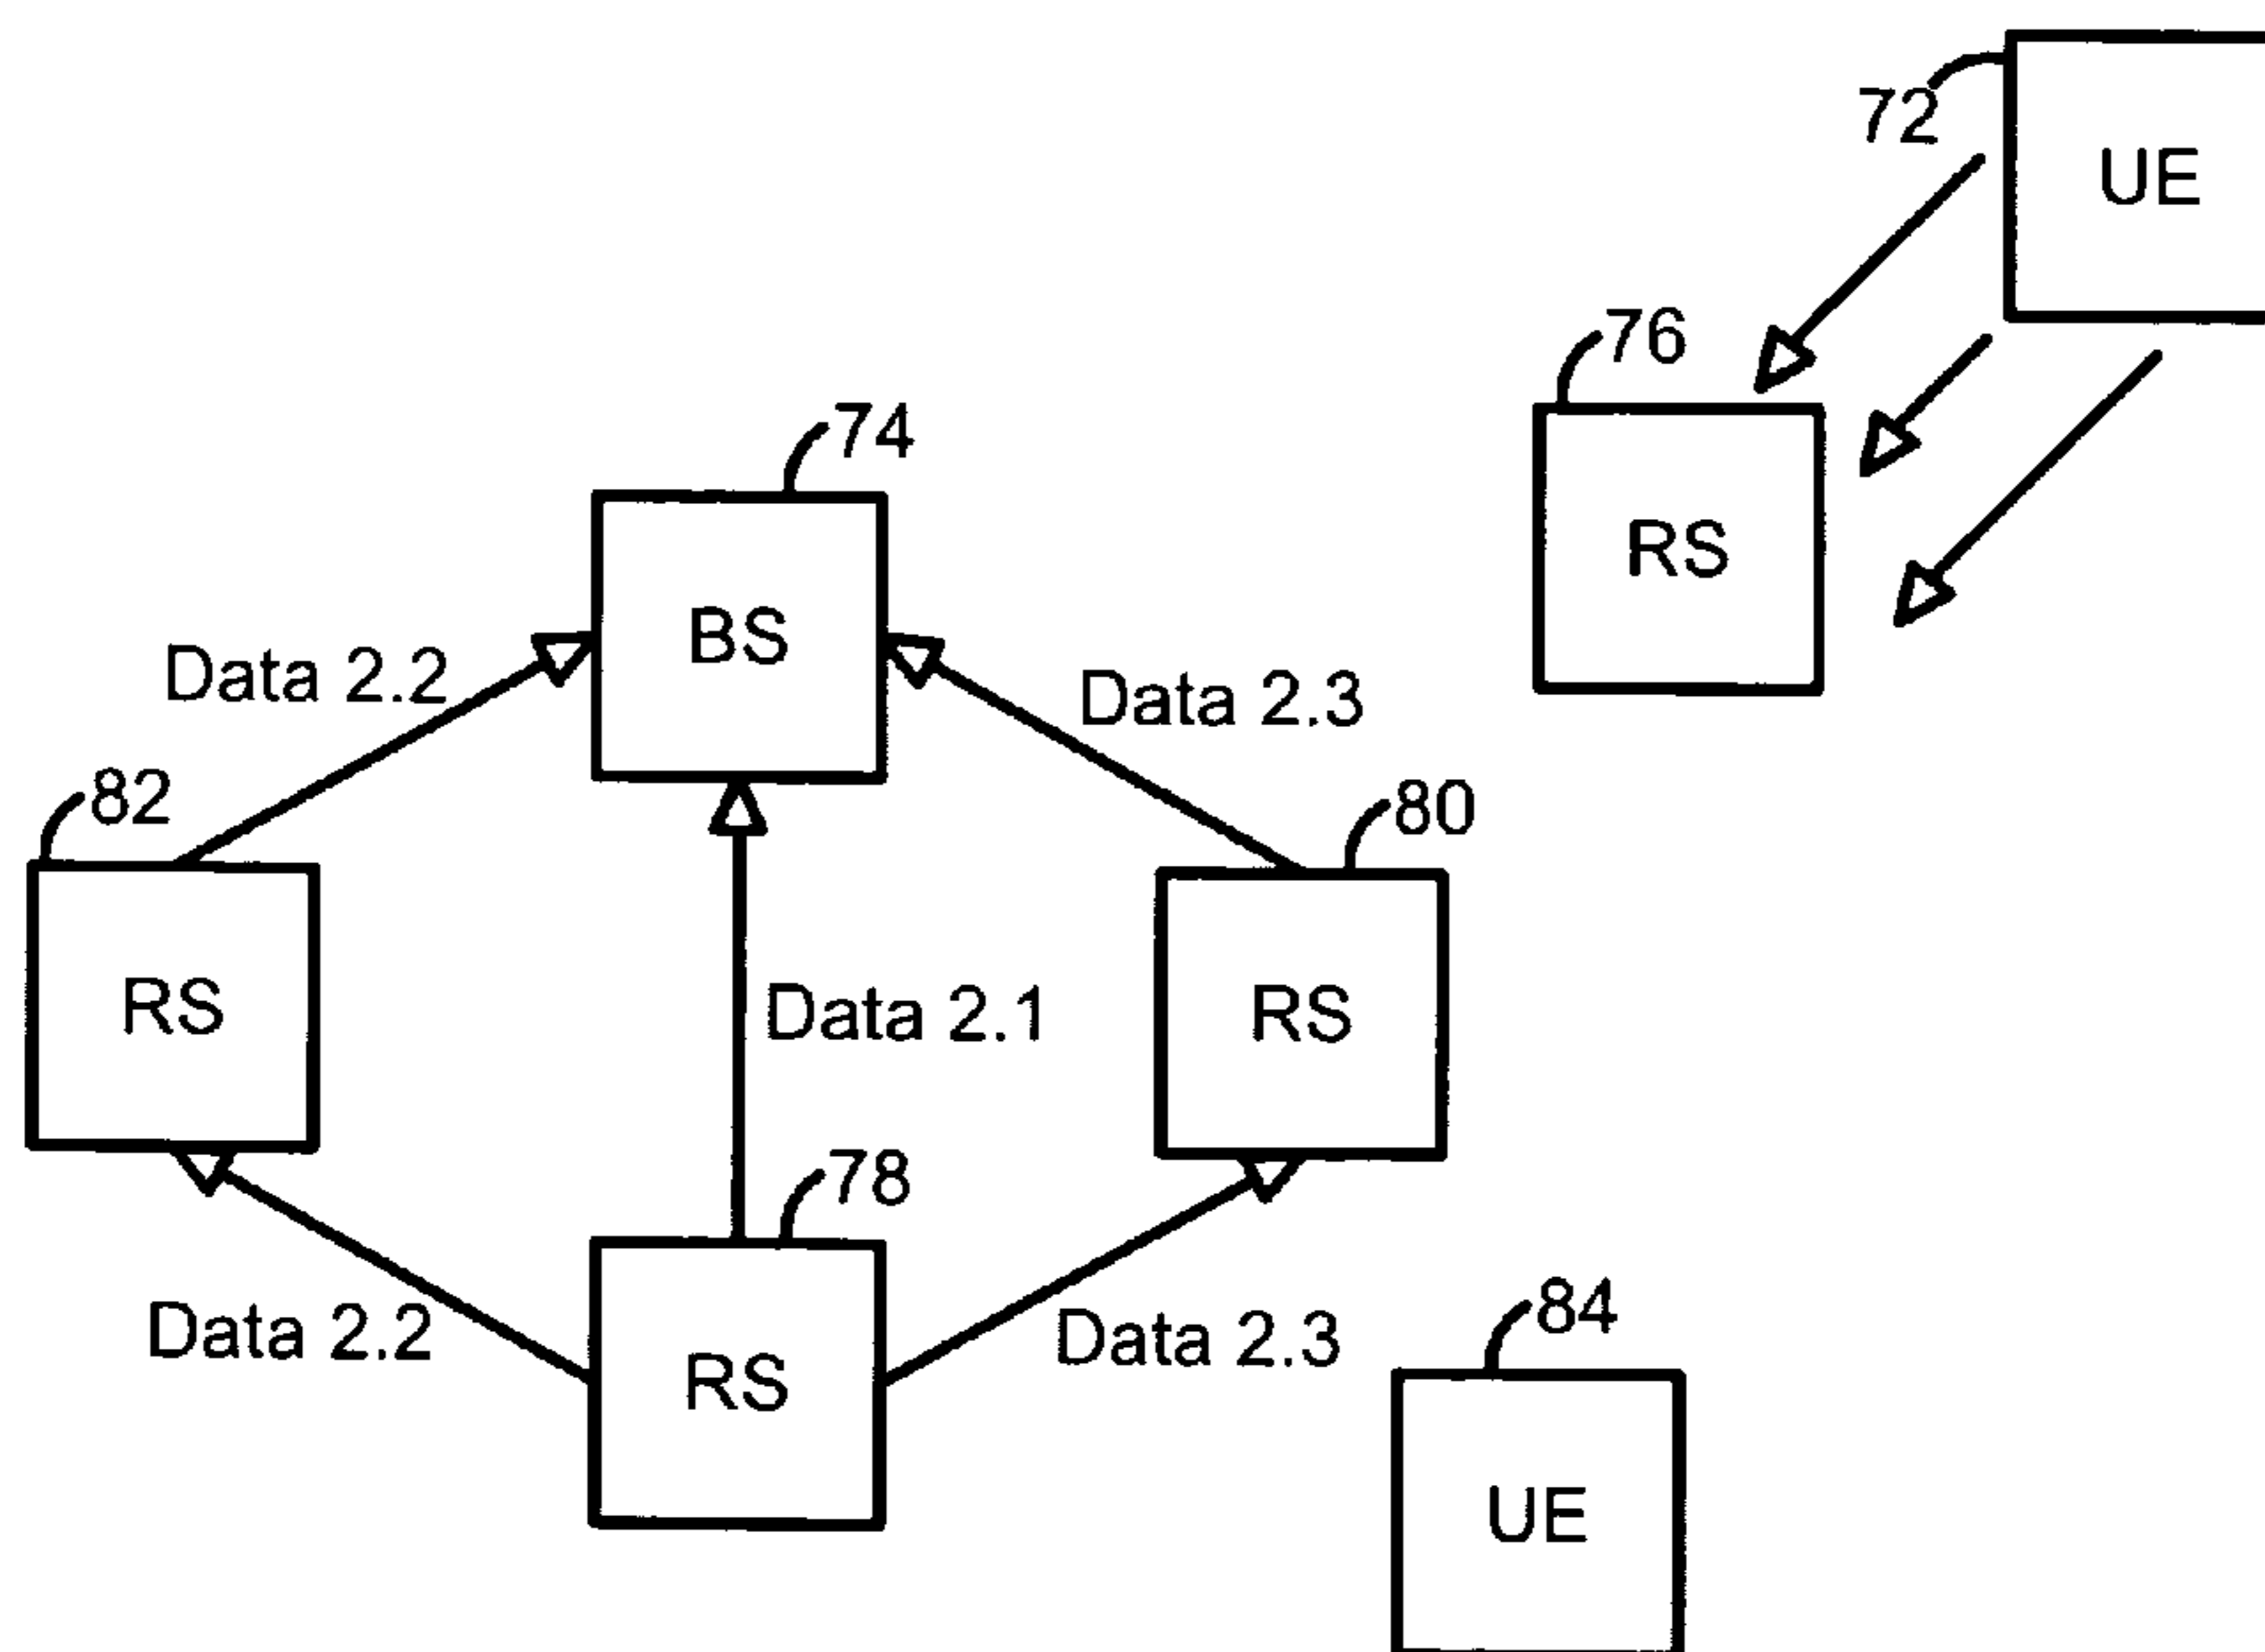 72
UE
76
74
RS
BS
Data 2.2
Data 2.3
82
80
RS
Data 2.1
RS
78
84
Data 2.2
Data 2.3
RS
UE